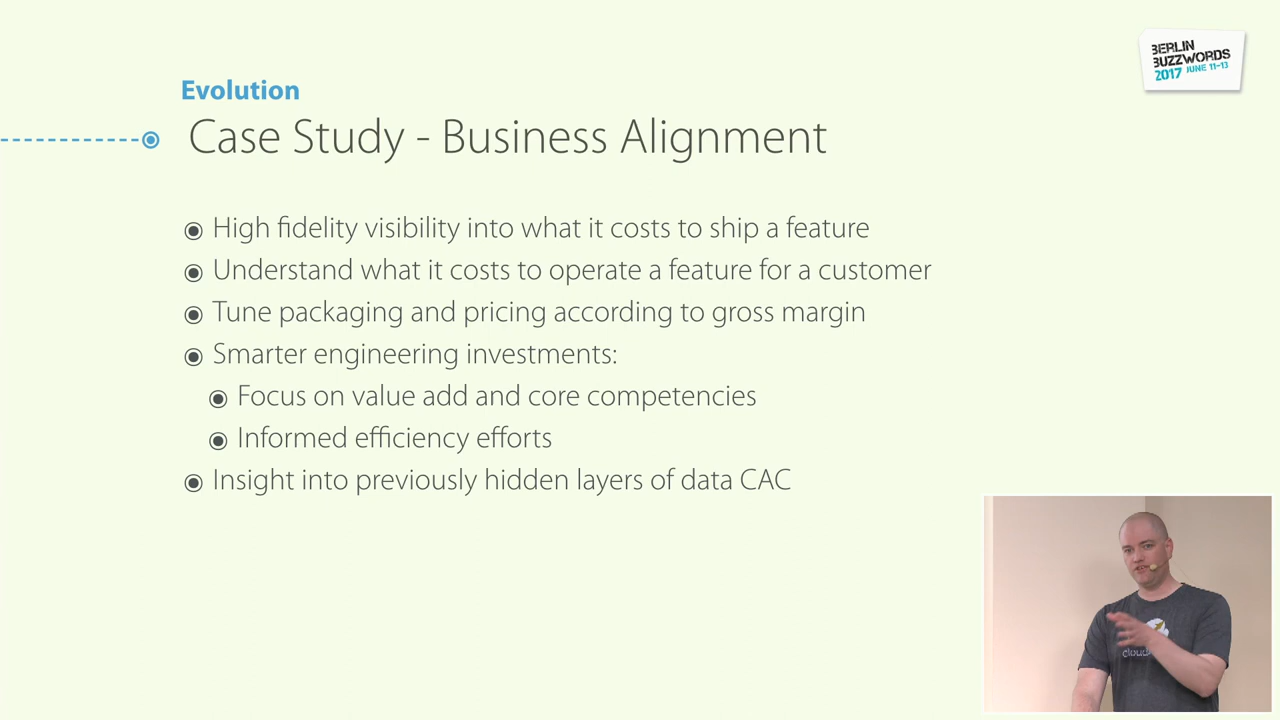 BERLIN
BUZZWORDS
2017 JUNE 11-13
Evolution
Case Study - Business Alignment
High fidelity visibility into what it costs to ship a feature
Understand what it costs to operate a feature for a customer
Tune packaging and pricing according to gross margin
Smarter engineering investments:
Focus on value add and core competencies
Informed efficiency efforts
Insight into previously hidden layers of data CAC